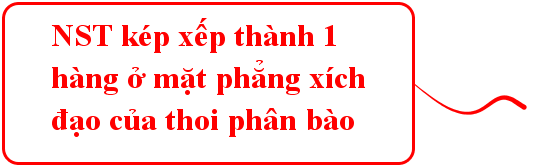 NST kép xếp thành 1
hàng ở mặt phẳng xích
đạo của thoi phân bào